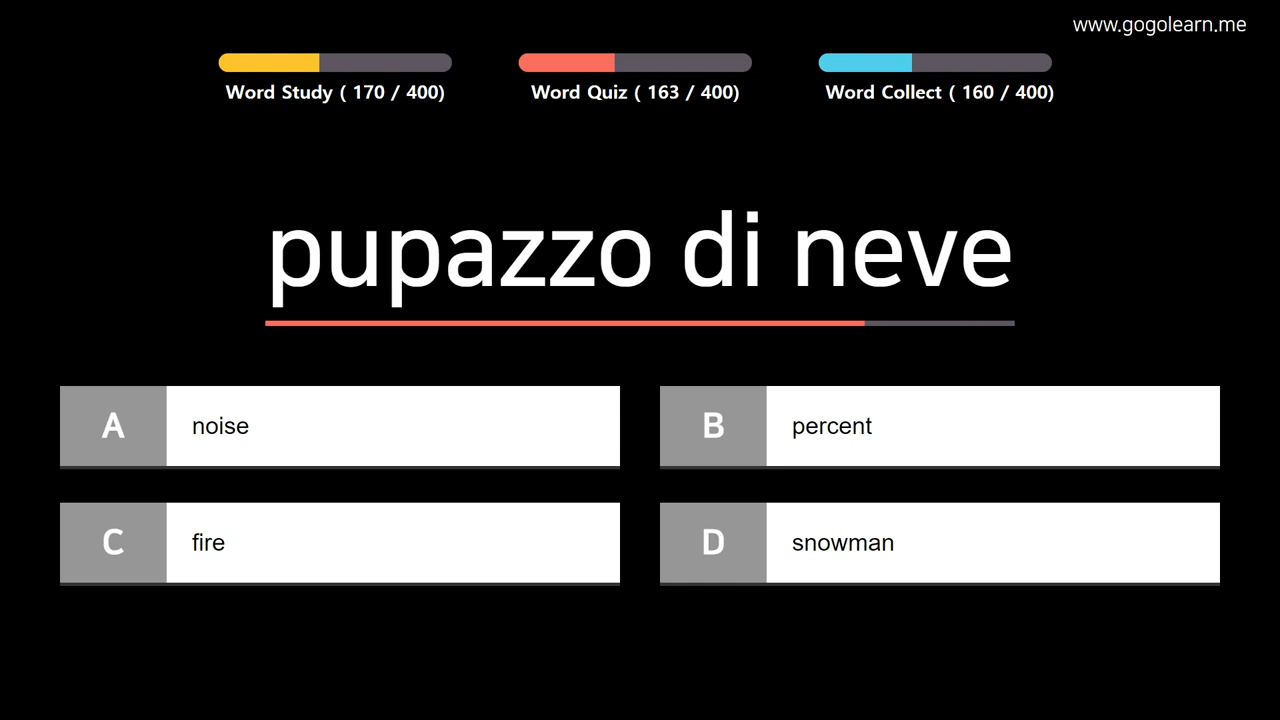 www.gogolearn.me
Word Study ( 170 / 400)
Word Quiz ( 163 / 400)
Word Collect ( 160 / 400)
pupazzo di neve
A noise
B percent
C fire
D snowman